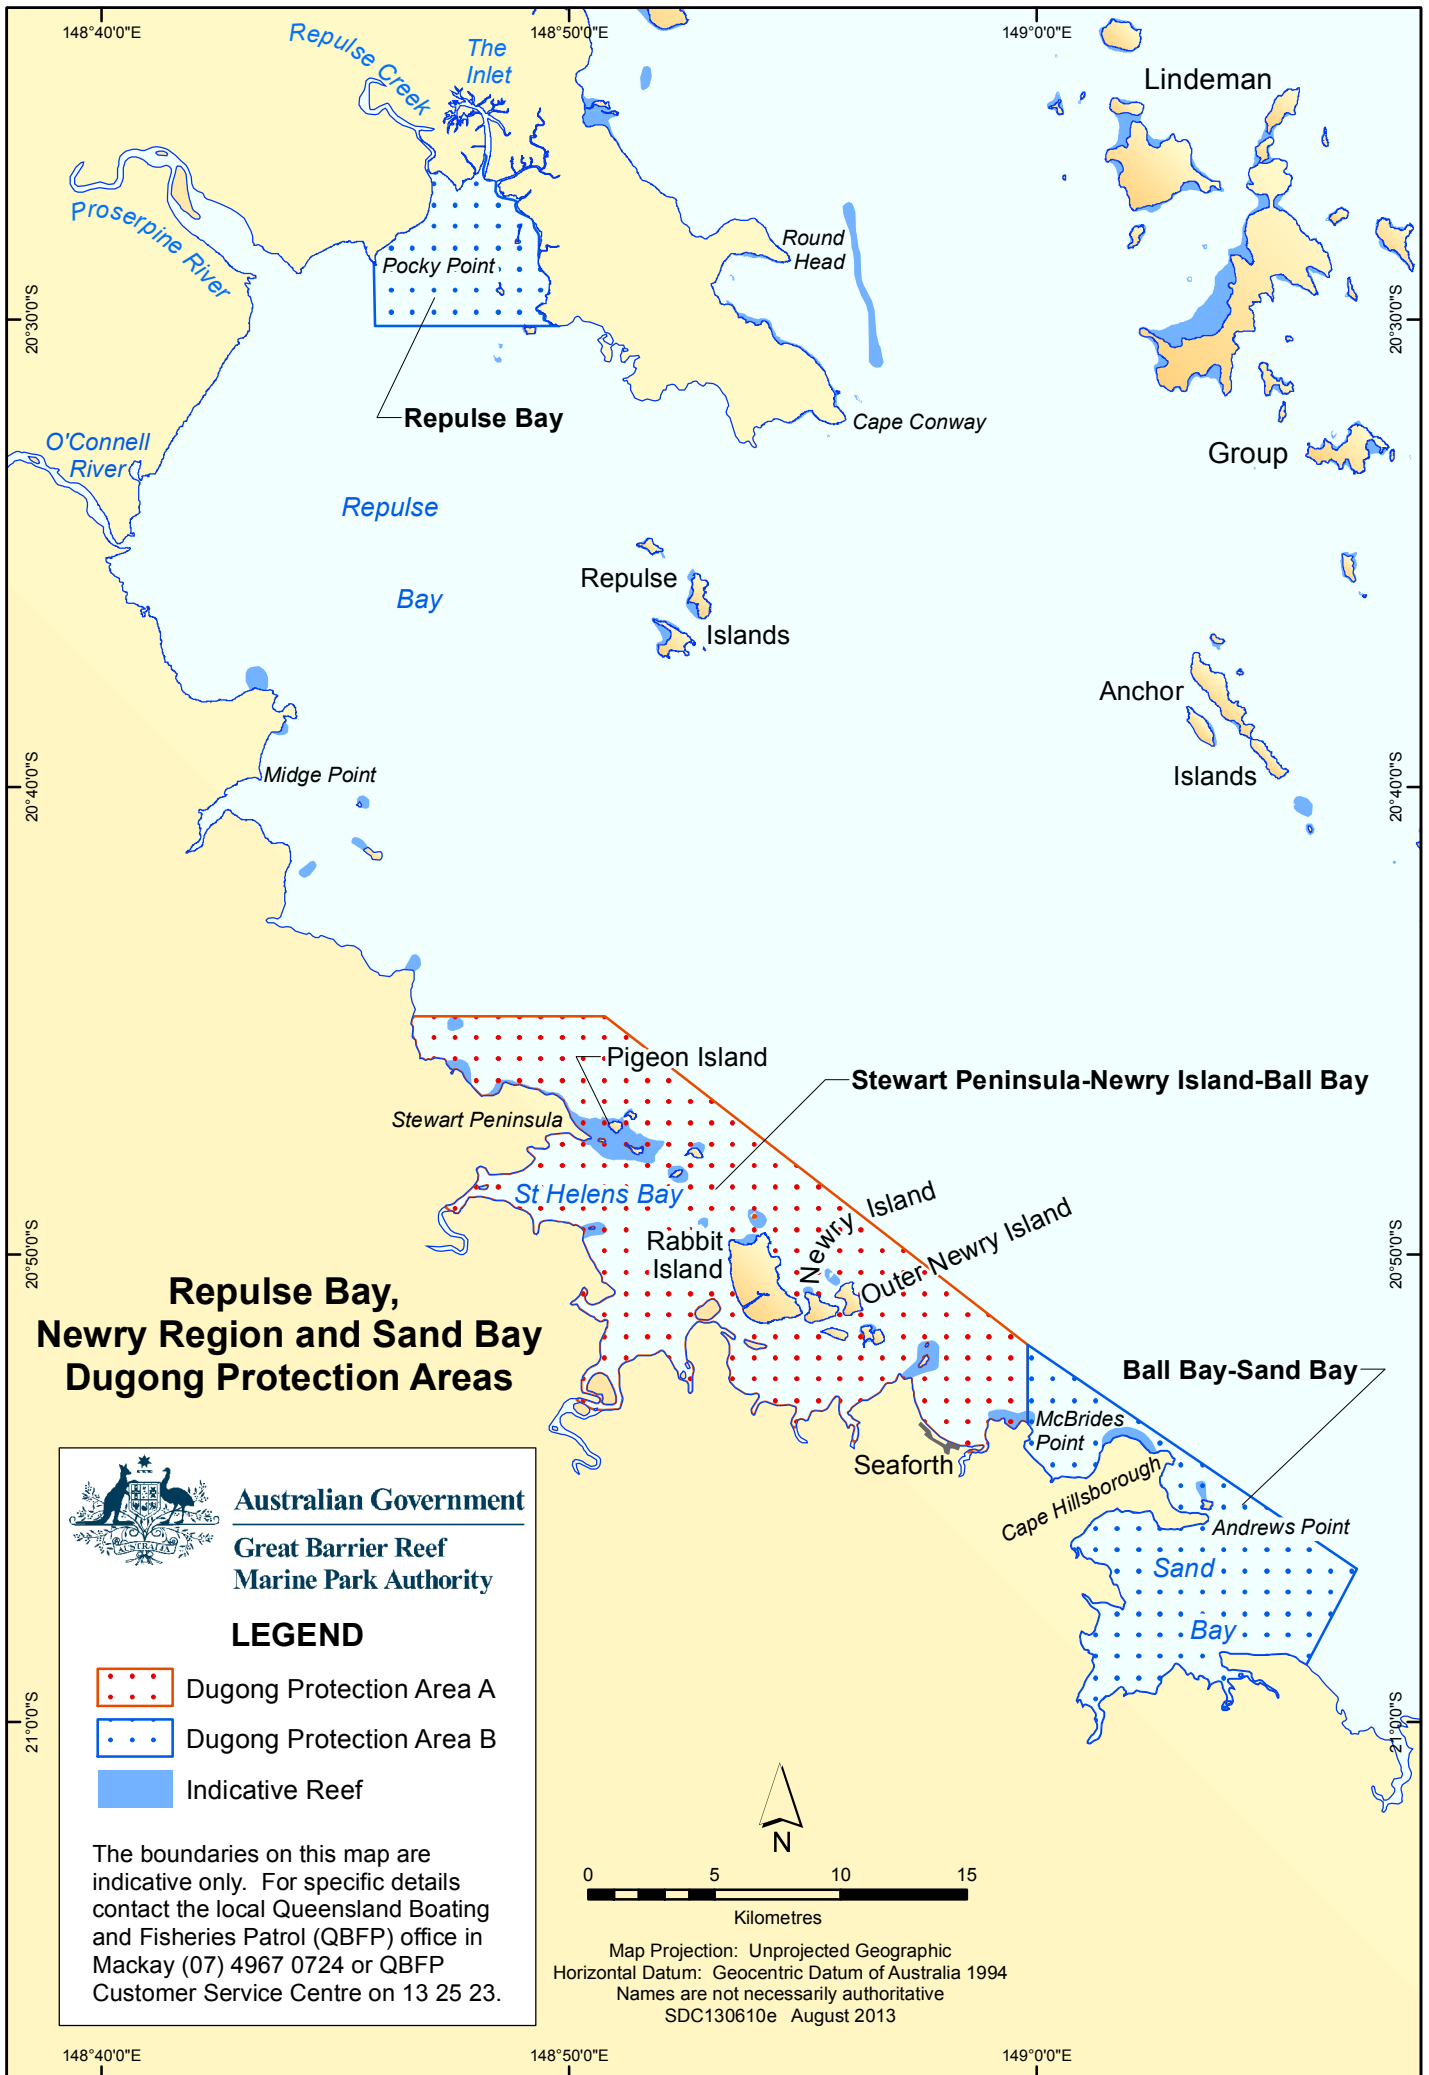 148°40'0"E
148°50'0"E
149°0'0"E
Repulse Creek
The
Inlet
Lindeman
Proserpine River
Pocky Point
Round
Head
20°30'0"S
20°30'0"S
Repulse Bay
Cape Conway
O'Connell
River
Group
Repulse
Bay
Repulse
Islands
Anchor
Islands
Midge Point
20°40'0"S
20°40'0"S
Pigeon Island
Stewart Peninsula-Newry Island-Ball Bay
Stewart Peninsula
St Helens Bay
Rabbit
Island
Newry Island
Outer Newry Island
20°50'0"S
20°50'0"S
Repulse Bay,
Newry Region and Sand Bay
Dugong Protection Areas
Ball Bay-Sand Bay
McBrides
Point
Seaforth
Cape Hillsborough
Andrews Point
Sand
Bay
AUSTRALIA
Australian Government
Great Barrier Reef
Marine Park Authority
LEGEND
Dugong Protection Area A
Dugong Protection Area B
Indicative Reef
The boundaries on this map are
indicative only. For specific details
contact the local Queensland Boating
and Fisheries Patrol (QBFP) office in
Mackay (07) 4967 0724 or QBFP
Customer Service Centre on 13 25 23.
21°0'0"S
21°0'0"S
N
0 5 10 15
Kilometres
Map Projection: Unprojected Geographic
Horizontal Datum: Geocentric Datum of Australia 1994
Names are not necessarily authoritative
SDC130610e August 2013
148°40'0"E
148°50'0"E
149°0'0"E